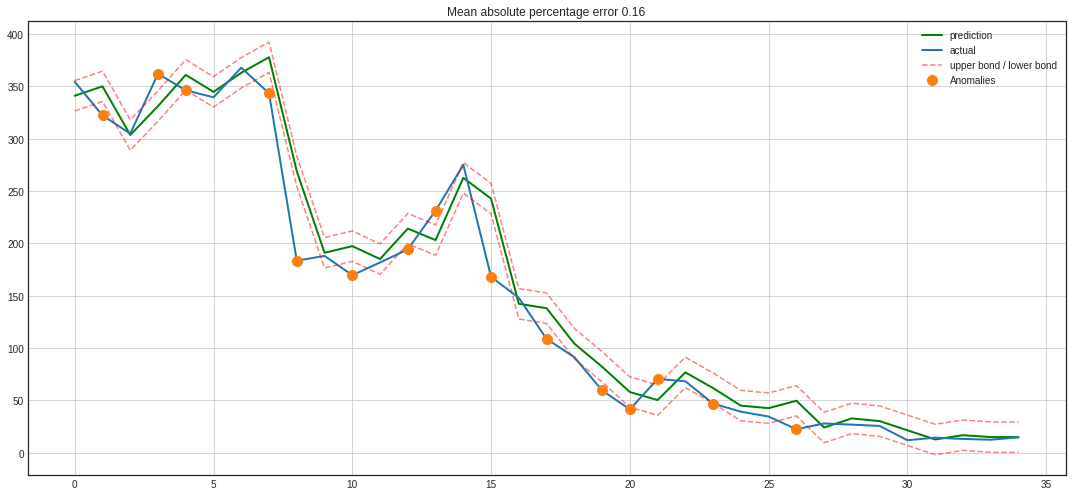 Mean absolute percentage error 0.16
prediction
actual
upper bond / lower bond
Anomalies
400
350
300
250
200
150
100
50
0
0 5 10 15 20 25 30 35